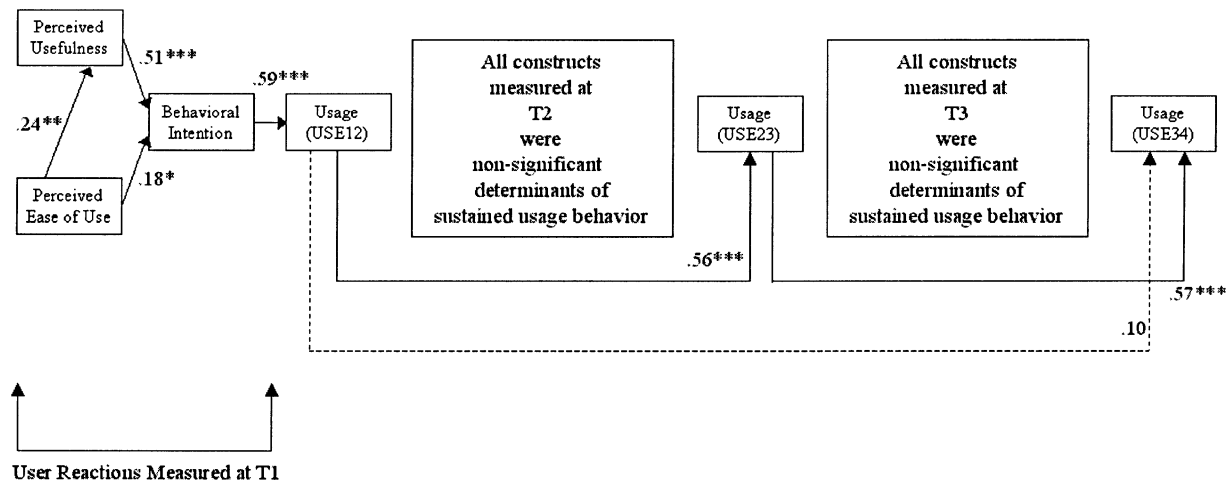 Perceived
Usefulness
.51***
.59***
.24**
Behavioral
Intention
Usage
(USE12)
.18*
Perceived
Ease of Use
All constructs
measured at
T2
were
non-significant
determinants of
sustained usage behavior
Usage
(USE23)
All constructs
measured at
T3
were
non-significant
determinants of
sustained usage behavior
Usage
(USE34)
.56***
.57***
.10
User Reactions Measured at T1